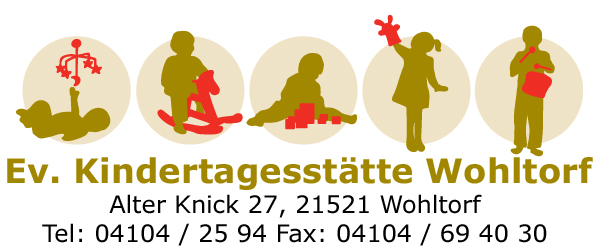 Ev. Kindertagesstätte Wohltorf
Alter Knick 27, 21521 Wohltorf
Tel: 04104 / 25 94 Fax: 04104 / 69 40 30